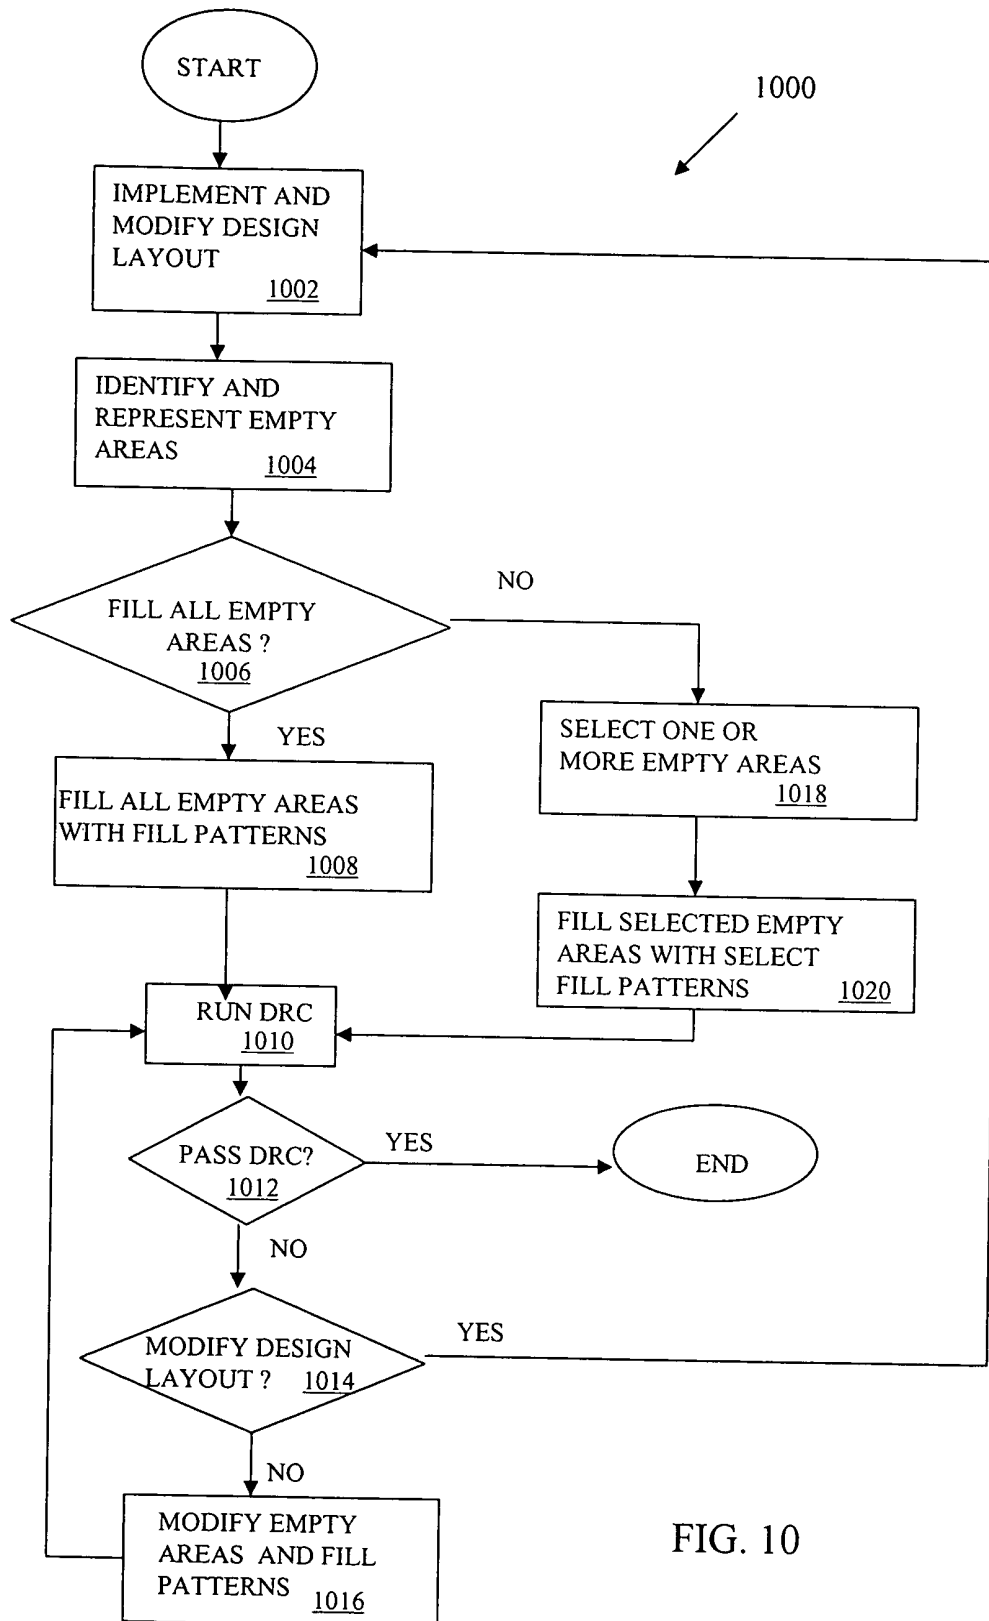 START
1000
IMPLEMENT AND
MODIFY DESIGN
LAYOUT
1002
IDENTIFY AND
REPRESENT EMPTY
AREAS
1004
FILL ALL EMPTY
AREAS ?
1006
NO
YES
SELECT ONE OR
MORE EMPTY AREAS
1018
FILL ALL EMPTY AREAS
WITH FILL PATTERNS
1008
FILL SELECTED EMPTY
AREAS WITH SELECT
FILL PATTERNS 1020
RUN DRC
1010
PASS DRC?
1012
YES
END
NO
MODIFY DESIGN
LAYOUT ? 1014
YES
NO
MODIFY EMPTY
AREAS AND FILL
PATTERNS 1016
FIG. 10